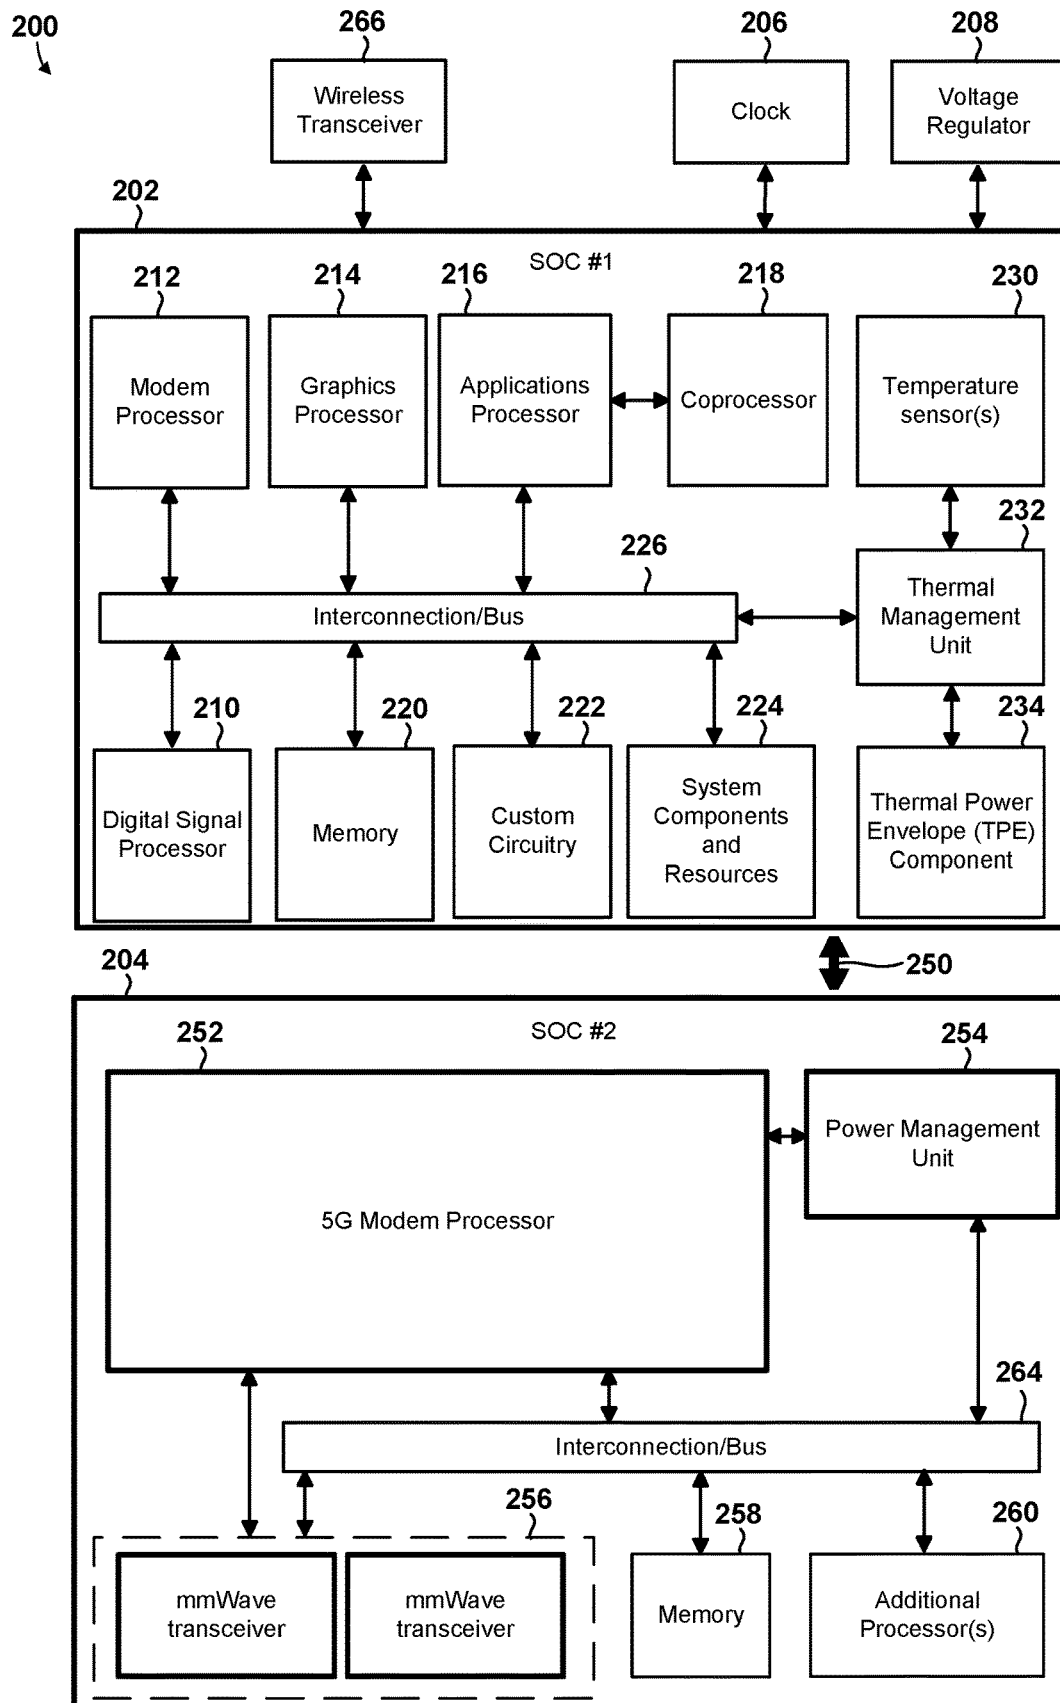 200
266
206
208
Wireless
Transceiver
Clock
Voltage
Regulator
202
SOC #1
212
214
216
218
230
Modem
Processor
Graphics
Processor
Applications
Processor
Coprocessor
Temperature
sensor(s)
232
226
Interconnection/Bus
Thermal
Management
Unit
210
220
222
224
234
Digital Signal
Processor
Memory
Custom
Circuitry
System
Components
and
Resources
Thermal Power
Envelope (TPE)
Component
204
250
SOC #2
252
254
5G Modem Processor
Power Management
Unit
264
Interconnection/Bus
256
258
260
mmWave
transceiver
mmWave
transceiver
Memory
Additional
Processor(s)